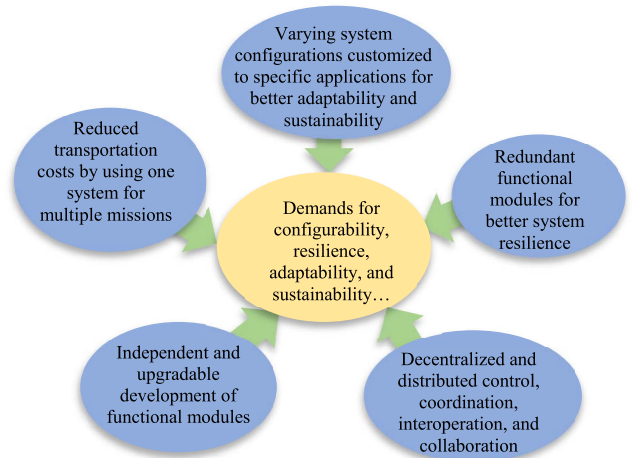 Varying system
configurations customized
to specific applications for
better adaptability and
sustainability
Reduced
transportation
costs by using one
system for
multiple missions
Redundant
functional
modules for
better system
resilience
Demands for
configurability,
resilience,
adaptability, and
sustainability…
Independent and
upgradable
development of
functional modules
Decentralized and
distributed control,
coordination,
interoperation, and
collaboration